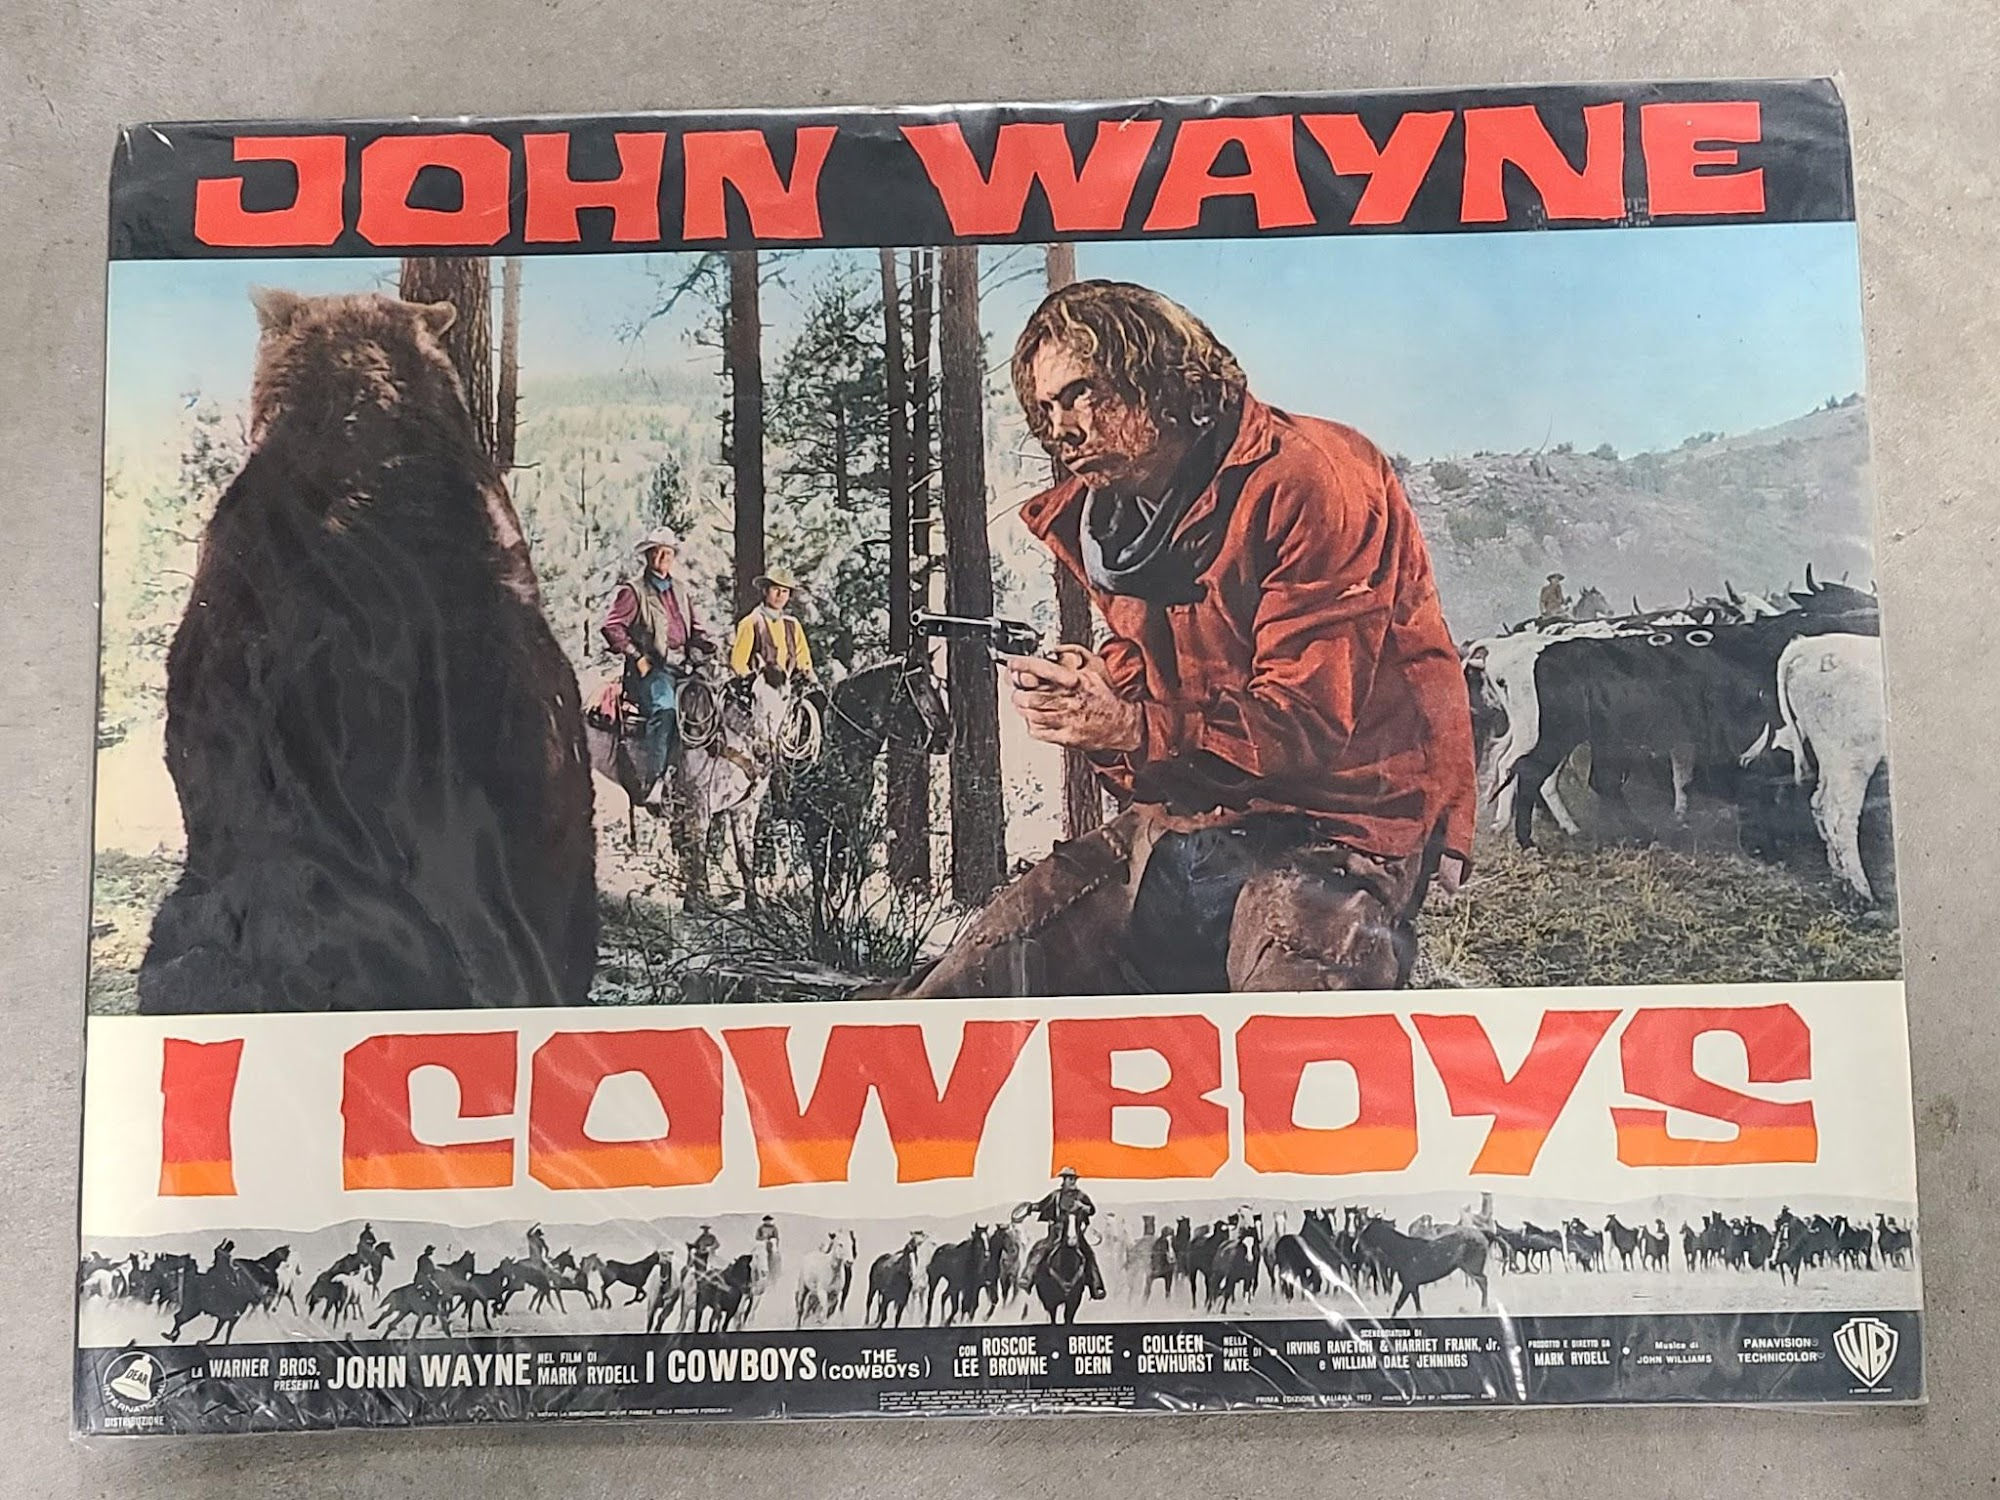 JOHN WAYNE
I COWBOYS
DEAR
INTERNATIONAL
DISTRIBUZIONE
LA WARNER BROS.
PRESENTA
JOHN WAYNE
NEL FILM DI
MARK RYDELL
I COWBOYS
(THE
COWBOYS)
CON ROSCOE
LEE BROWNE •
BRUCE
DERN •
COLLEEN
DEWHURST
NELLA
PARTE DI
KATE •
SCENEGGIATURA DI
IRVING RAVETCH & HARRIET FRANK, Jr.
e WILLIAM DALE JENNINGS •
PRODOTTO E DIRETTO DA
MARK RYDELL •
Musica di
JOHN WILLIAMS
PANAVISION®
TECHNICOLOR®
WB
PRIMA EDIZIONE ITALIANA 1972